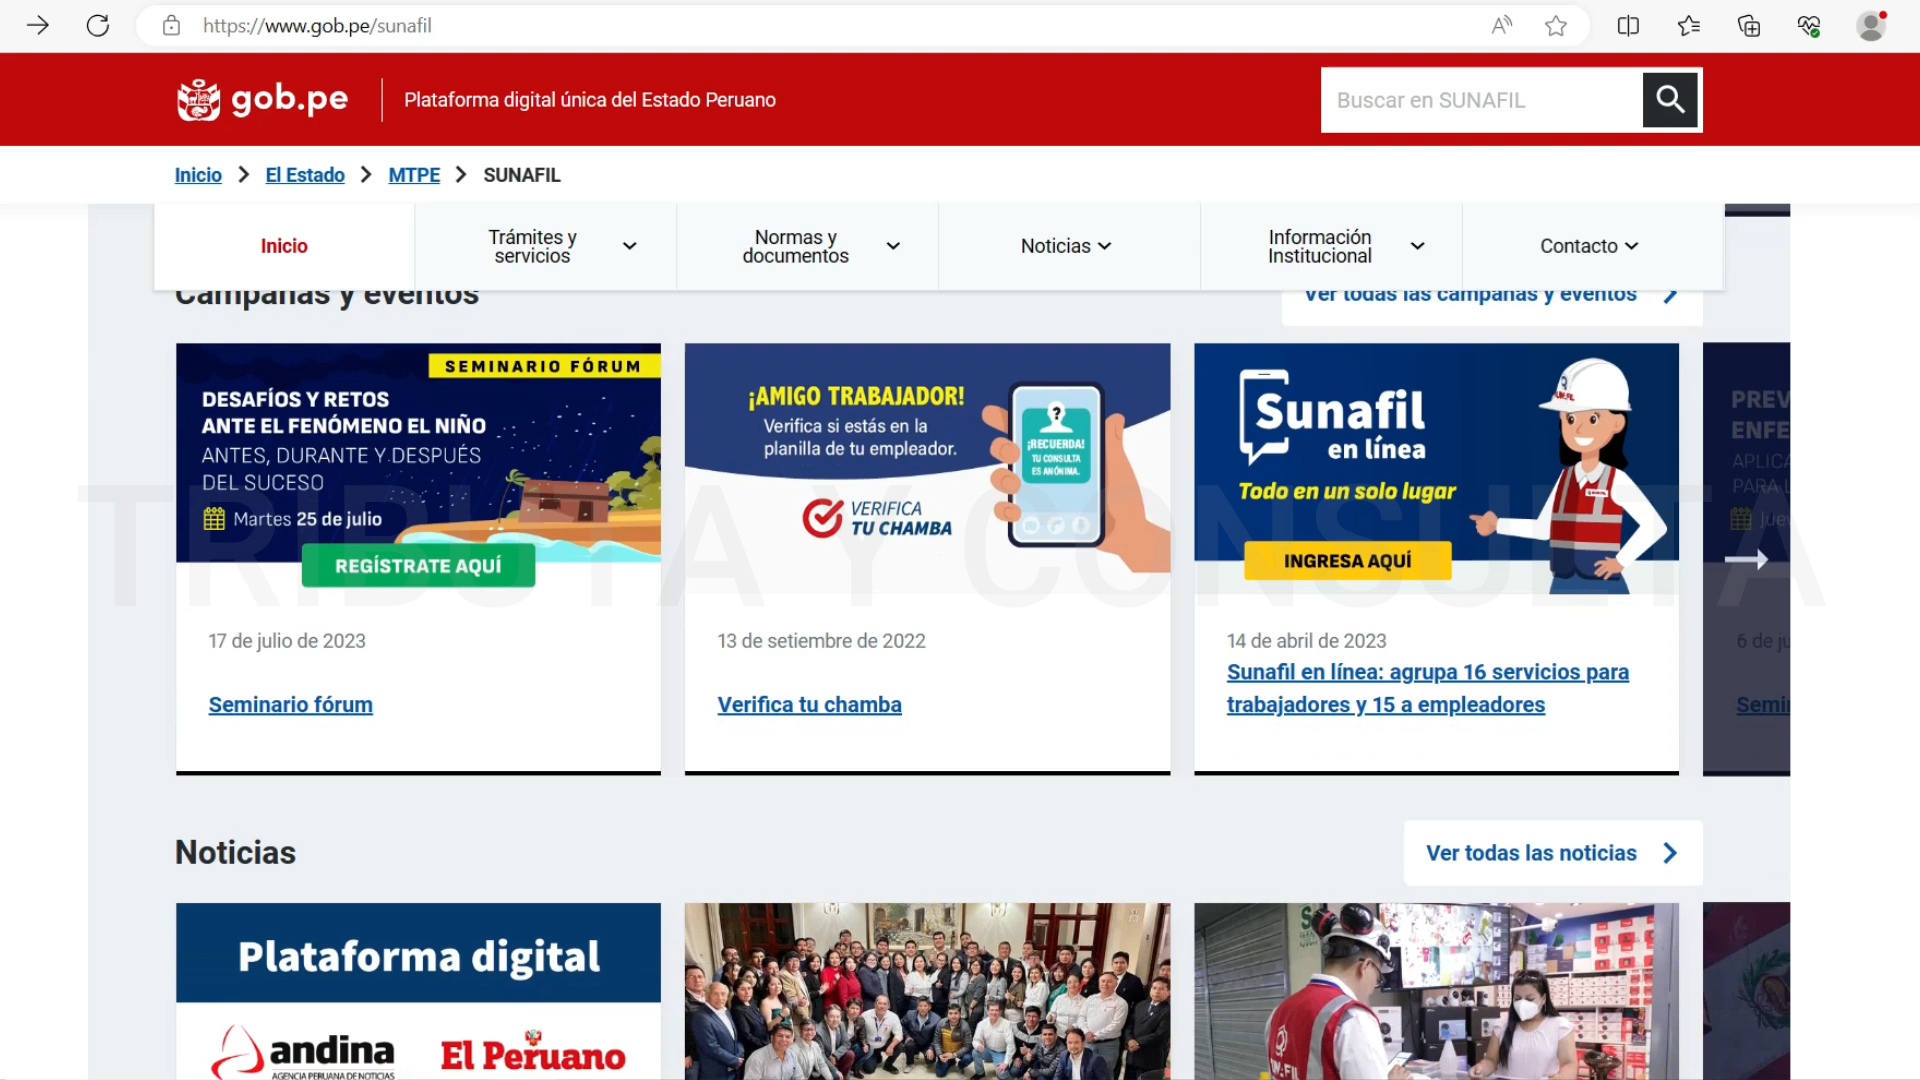 https://www.gob.pe/sunafil
gob.pe
Plataforma digital única del Estado Peruano
Buscar en SUNAFIL
Inicio
El Estado
MTPE
SUNAFIL
Inicio
Trámites y
servicios
Normas y
documentos
Noticias
Información
Institucional
Contacto
Campañas y eventos
Ver todas las campañas y eventos
SEMINARIO FÓRUM
DESAFÍOS Y RETOS
ANTE EL FENÓMENO EL NIÑO
ANTES, DURANTE Y DESPUÉS
DEL SUCESO
Martes 25 de julio
REGÍSTRATE AQUÍ
17 de julio de 2023
Seminario fórum
¡AMIGO TRABAJADOR!
Verifica si estás en la
planilla de tu empleador.
VERIFICA
TU CHAMBA
?
¡RECUERDA!
TU CONSULTA
ES ANÓNIMA.
13 de setiembre de 2022
Verifica tu chamba
Sunafil
en línea
Todo en un solo lugar
INGRESA AQUÍ
14 de abril de 2023
Sunafil en línea: agrupa 16 servicios para
trabajadores y 15 a empleadores
PREV
ENFE
APLICA
PARA L
Juev
6 de ju
Semin
TRIBUTA Y CONSULTA
Noticias
Ver todas las noticias
Plataforma digital
andina
AGENCIA PERUANA DE NOTICIAS
El Peruano